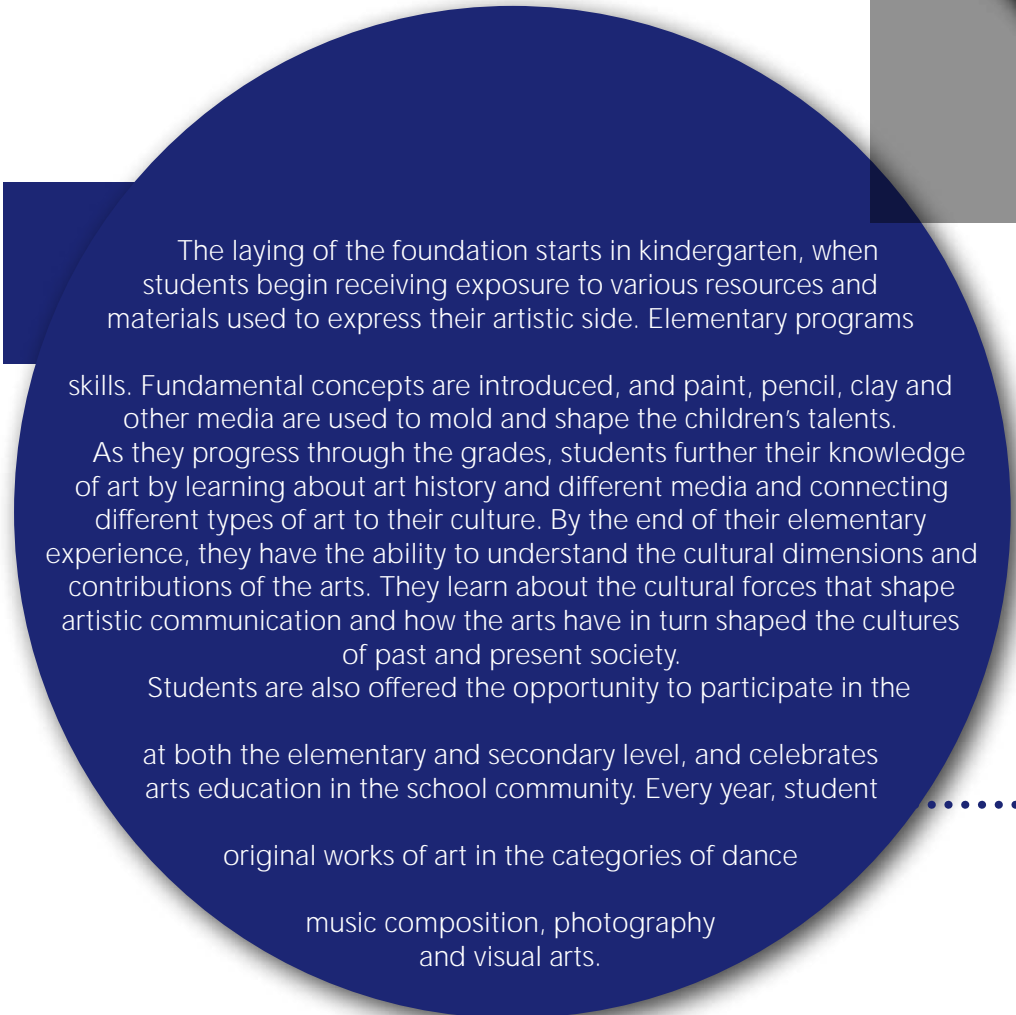 The laying of the foundation starts in kindergarten, when
students begin receiving exposure to various resources and
materials used to express their artistic side. Elementary programs
skills. Fundamental concepts are introduced, and paint, pencil, clay and
other media are used to mold and shape the children’s talents.
As they progress through the grades, students further their knowledge
of art by learning about art history and different media and connecting
different types of art to their culture. By the end of their elementary
experience, they have the ability to understand the cultural dimensions and
contributions of the arts. They learn about the cultural forces that shape
artistic communication and how the arts have in turn shaped the cultures
of past and present society.
Students are also offered the opportunity to participate in the
at both the elementary and secondary level, and celebrates
arts education in the school community. Every year, student
original works of art in the categories of dance
music composition, photography
and visual arts.